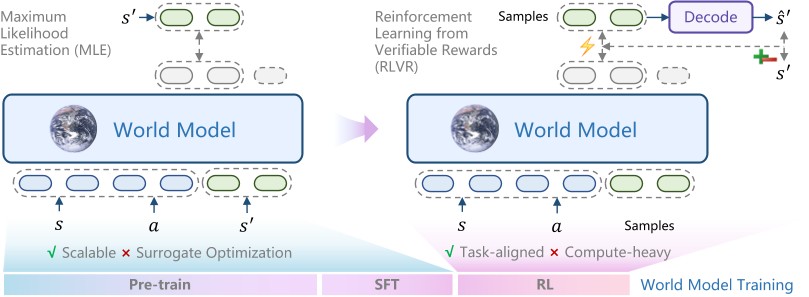 Maximum
Likelihood
Estimation (MLE)
s′
World Model
s
a
s′
√ Scalable × Surrogate Optimization
Reinforcement
Learning from
Verifiable Rewards
(RLVR)
Samples
Decode
ŝ′
s′
World Model
s
a
Samples
√ Task-aligned × Compute-heavy
Pre-train
SFT
RL
World Model Training